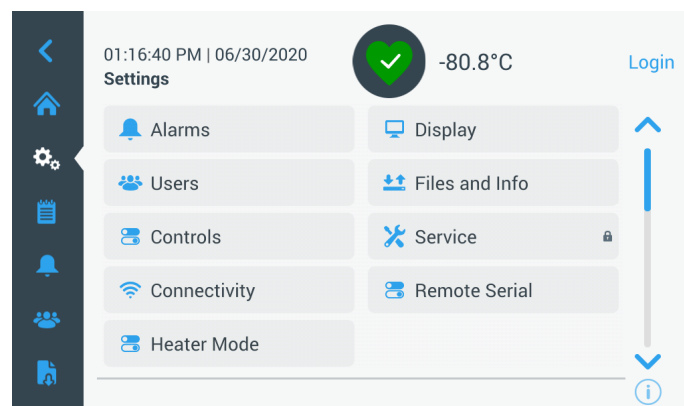 01:16:40 PM | 06/30/2020
Settings
-80.8°C
Login
Alarms
Display
Users
Files and Info
Controls
Service
Connectivity
Remote Serial
Heater Mode